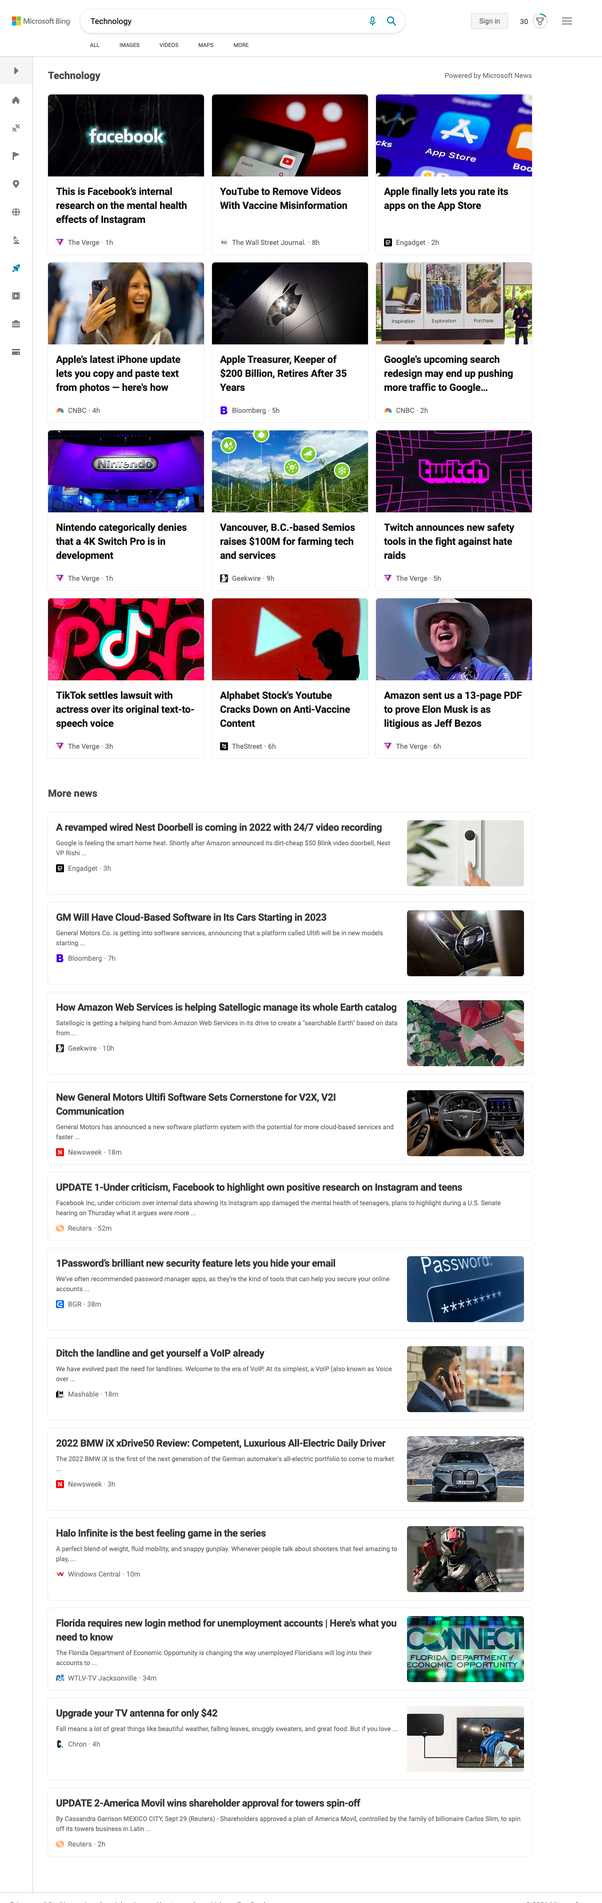 Microsoft Bing
Technology
Sign in
30
ALL
IMAGES
VIDEOS
MAPS
MORE
Technology
Powered by Microsoft News
facebook
App Store
This is Facebook's internal
research on the mental health
effects of Instagram
The Verge · 1h
YouTube to Remove Videos
With Vaccine Misinformation
The Wall Street Journal. · 8h
Apple finally lets you rate its
apps on the App Store
Engadget · 2h
Inspiration
Exploration
Purchase
Apple's latest iPhone update
lets you copy and paste text
from photos — here's how
CNBC · 4h
Apple Treasurer, Keeper of
$200 Billion, Retires After 35
Years
Bloomberg · 5h
Google's upcoming search
redesign may end up pushing
more traffic to Google...
CNBC · 2h
Nintendo
twitch
Nintendo categorically denies
that a 4K Switch Pro is in
development
The Verge · 1h
Vancouver, B.C.-based Semios
raises $100M for farming tech
and services
Geekwire · 9h
Twitch announces new safety
tools in the fight against hate
raids
The Verge · 5h
TikTok settles lawsuit with
actress over its original text-to-
speech voice
The Verge · 3h
Alphabet Stock's Youtube
Cracks Down on Anti-Vaccine
Content
TheStreet · 6h
Amazon sent us a 13-page PDF
to prove Elon Musk is as
litigious as Jeff Bezos
The Verge · 6h
More news
A revamped wired Nest Doorbell is coming in 2022 with 24/7 video recording
Google is feeling the smart home heat. Shortly after Amazon announced its dirt-cheap $50 Blink video doorbell, Nest
VP Rishi ...
Engadget · 3h
GM Will Have Cloud-Based Software in Its Cars Starting in 2023
General Motors Co. is getting into software services, announcing that a platform called Ultifi will be in new models
starting ...
Bloomberg · 7h
How Amazon Web Services is helping Satellogic manage its whole Earth catalog
Satellogic is getting a helping hand from Amazon Web Services in its drive to create a "searchable Earth" based on data
from ...
Geekwire · 10h
New General Motors Ultifi Software Sets Cornerstone for V2X, V2I
Communication
General Motors has announced a new software platform system with the potential for more cloud-based services and
faster ...
Newsweek · 18m
UPDATE 1-Under criticism, Facebook to highlight own positive research on Instagram and teens
Facebook Inc, under criticism over internal data showing its Instagram app damaged the mental health of teenagers, plans to highlight during a U.S. Senate
hearing on Thursday what it argues were more ...
Reuters · 52m
1Password's brilliant new security feature lets you hide your email
We've often recommended password manager apps, as they're the kind of tools that can help you secure your online
accounts ...
BGR · 38m
Password:
********
Ditch the landline and get yourself a VoIP already
We have evolved past the need for landlines. Welcome to the era of VoIP. At its simplest, a VoIP (also known as Voice
over ...
Mashable · 18m
2022 BMW iX xDrive50 Review: Competent, Luxurious All-Electric Daily Driver
The 2022 BMW iX is the first of the next generation of the German automaker's all-electric portfolio to come to market
...
Newsweek · 3h
Halo Infinite is the best feeling game in the series
A perfect blend of weight, fluid mobility, and snappy gunplay. Whenever people talk about shooters that feel amazing to
play, ...
Windows Central · 10m
Florida requires new login method for unemployment accounts | Here's what you
need to know
The Florida Department of Economic Opportunity is changing the way unemployed Floridians will log into their
accounts to ...
WTLV-TV Jacksonville · 34m
CONNECT
FLORIDA DEPARTMENT of
ECONOMIC OPPORTUNITY
Upgrade your TV antenna for only $42
Fall means a lot of great things like beautiful weather, falling leaves, snuggly sweaters, and great food. But if you love ...
Chron · 4h
UPDATE 2-America Movil wins shareholder approval for towers spin-off
By Cassandra Garrison MEXICO CITY, Sept 29 (Reuters) - Shareholders approved a plan of America Movil, controlled by the family of billionaire Carlos Slim, to spin
off its towers business in Latin ...
Reuters · 2h